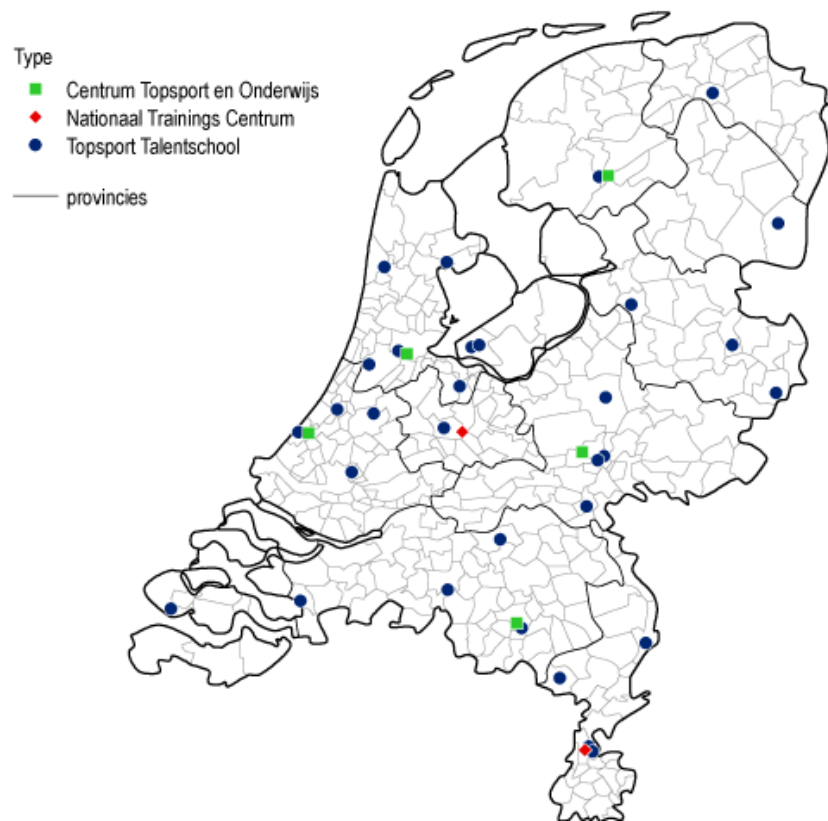 Type
Centrum Topsport en Onderwijs
Nationaal Trainings Centrum
Topsport Talentschool
provincies